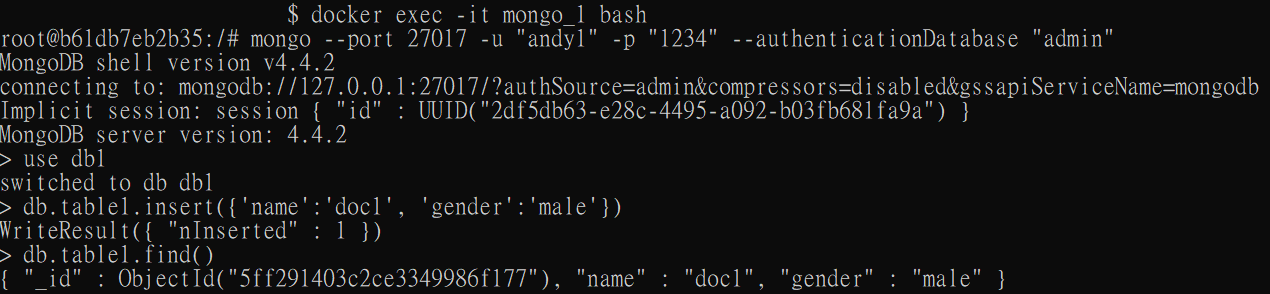 $ docker exec -it mongo_1 bash
root@b61db7eb2b35:/# mongo --port 27017 -u "andy1" -p "1234" --authenticationDatabase "admin"
MongoDB shell version v4.4.2
connecting to: mongodb://127.0.0.1:27017/?authSource=admin&compressors=disabled&gssapiServiceName=mongodb
Implicit session: session { "id" : UUID("2df5db63-e28c-4495-a092-b03fb681fa9a") }
MongoDB server version: 4.4.2
> use db1
switched to db db1
> db.table1.insert({'name':'doc1', 'gender':'male'})
WriteResult({ "nInserted" : 1 })
> db.table1.find()
{ "_id" : ObjectId("5ff291403c2ce3349986f177"), "name" : "doc1", "gender" : "male" }